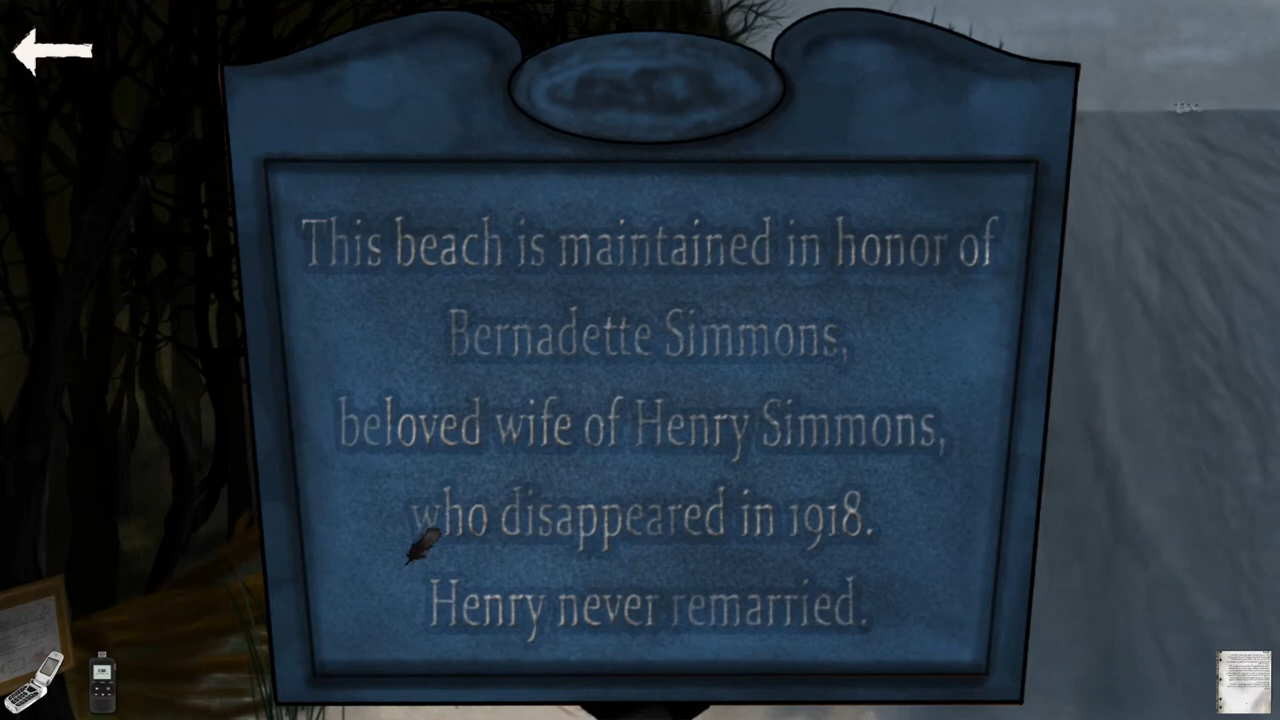 This beach is maintained in honor of
Bernadette Simmons,
beloved wife of Henry Simmons,
who disappeared in 1918.
Henry never remarried.